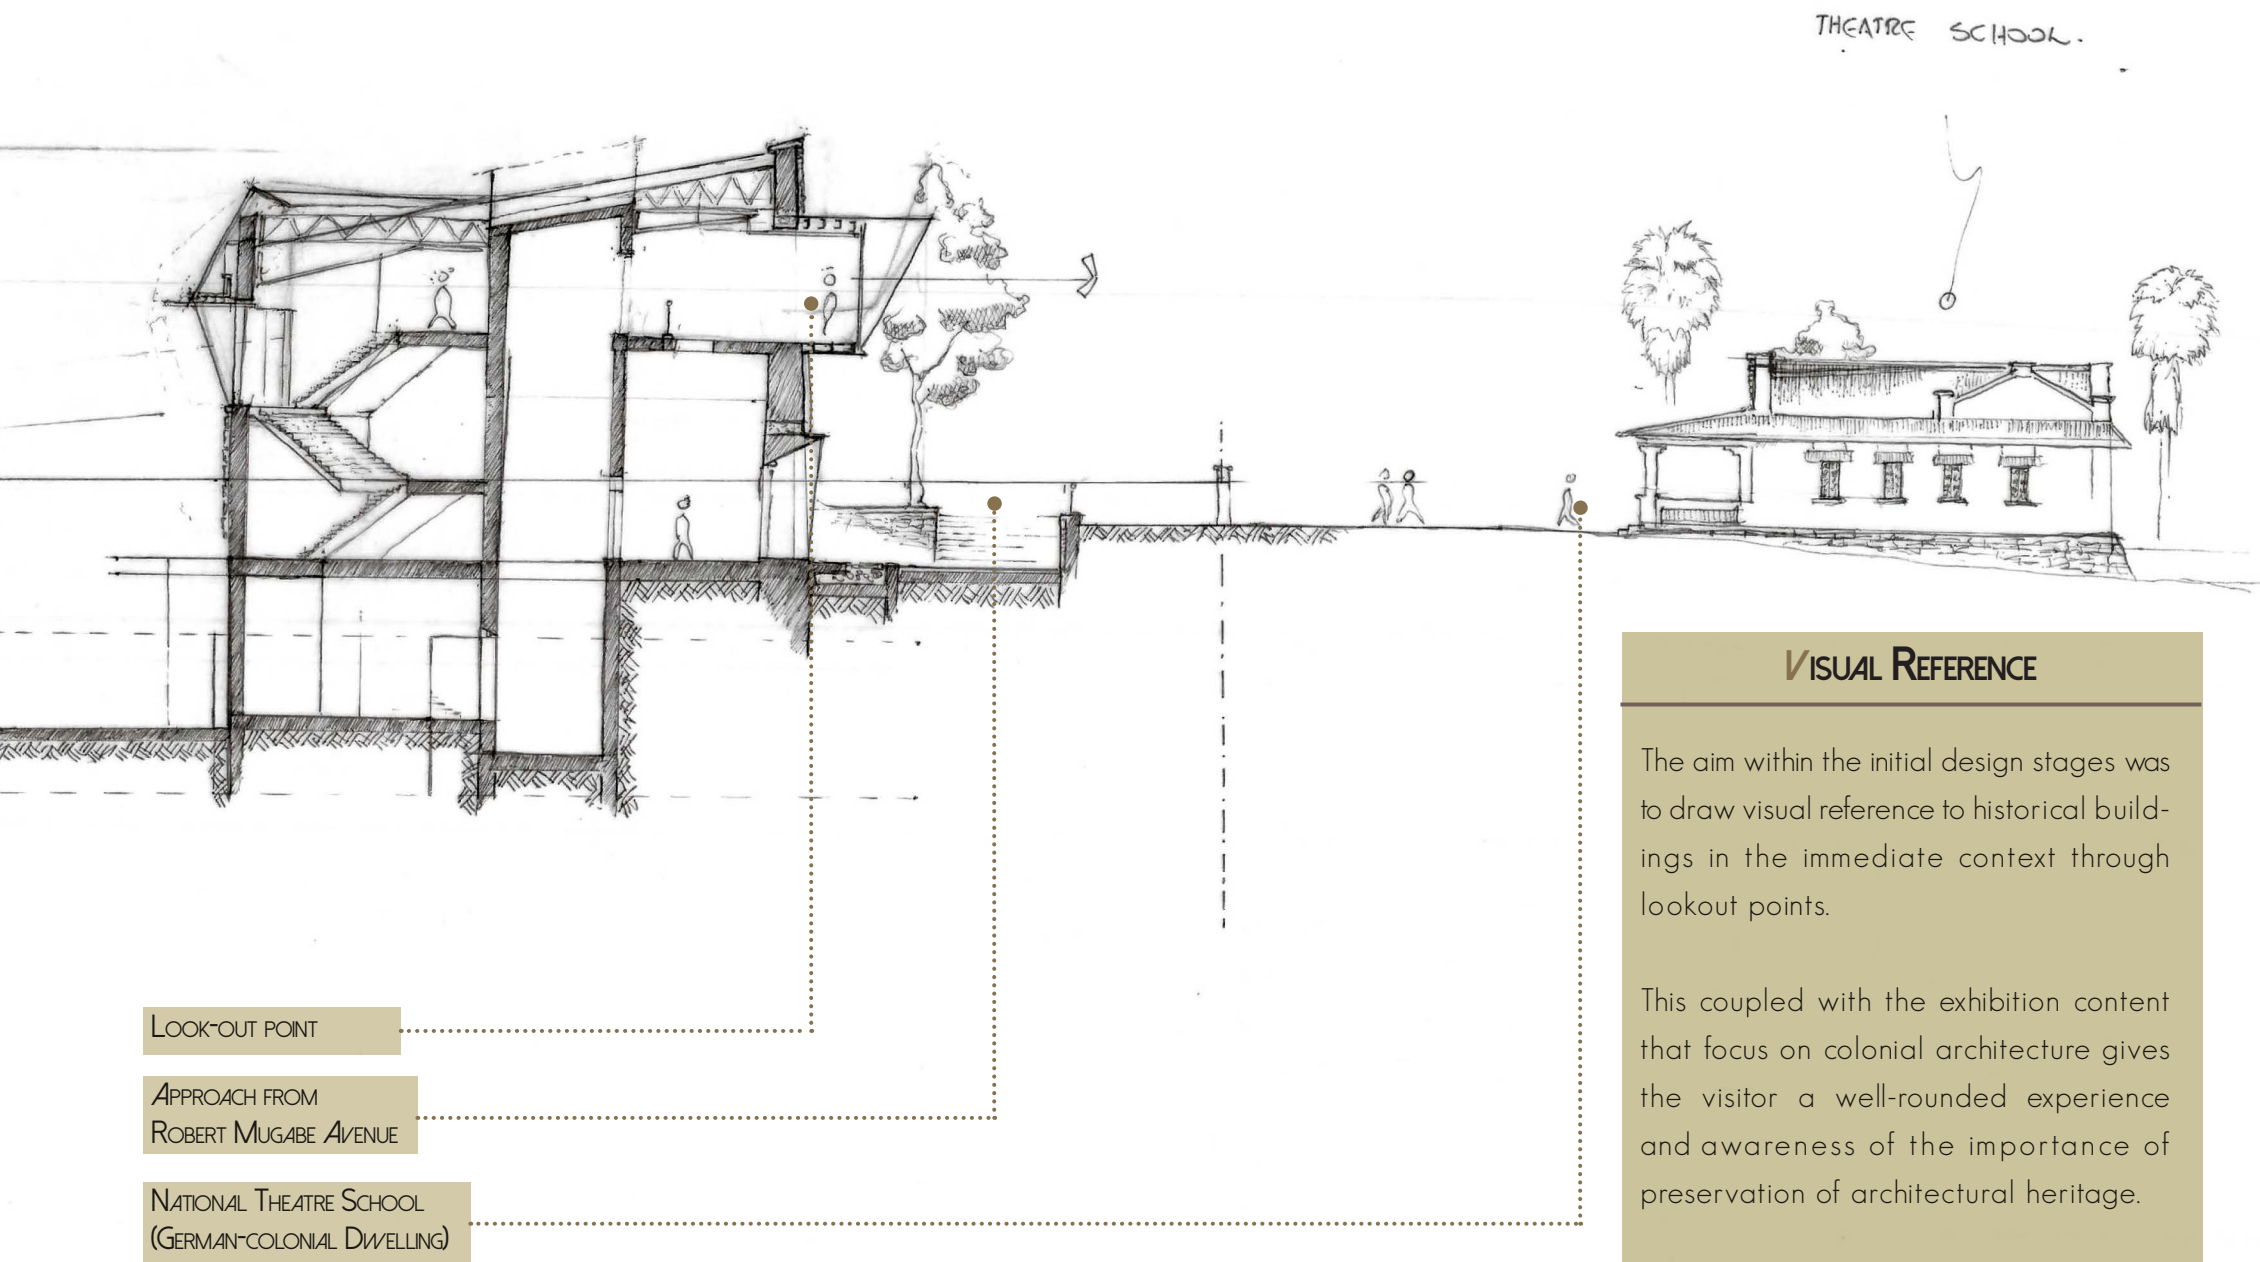 THEATRE SCHOOL.
VISUAL REFERENCE
The aim within the initial design stages was
to draw visual reference to historical build-
ings in the immediate context through
lookout points.
This coupled with the exhibition content
that focus on colonial architecture gives
the visitor a well-rounded experience
and awareness of the importance of
preservation of architectural heritage.
LOOK-OUT POINT
APPROACH FROM
ROBERT MUGABE AVENUE
NATIONAL THEATRE SCHOOL
(GERMAN-COLONIAL DWELLING)